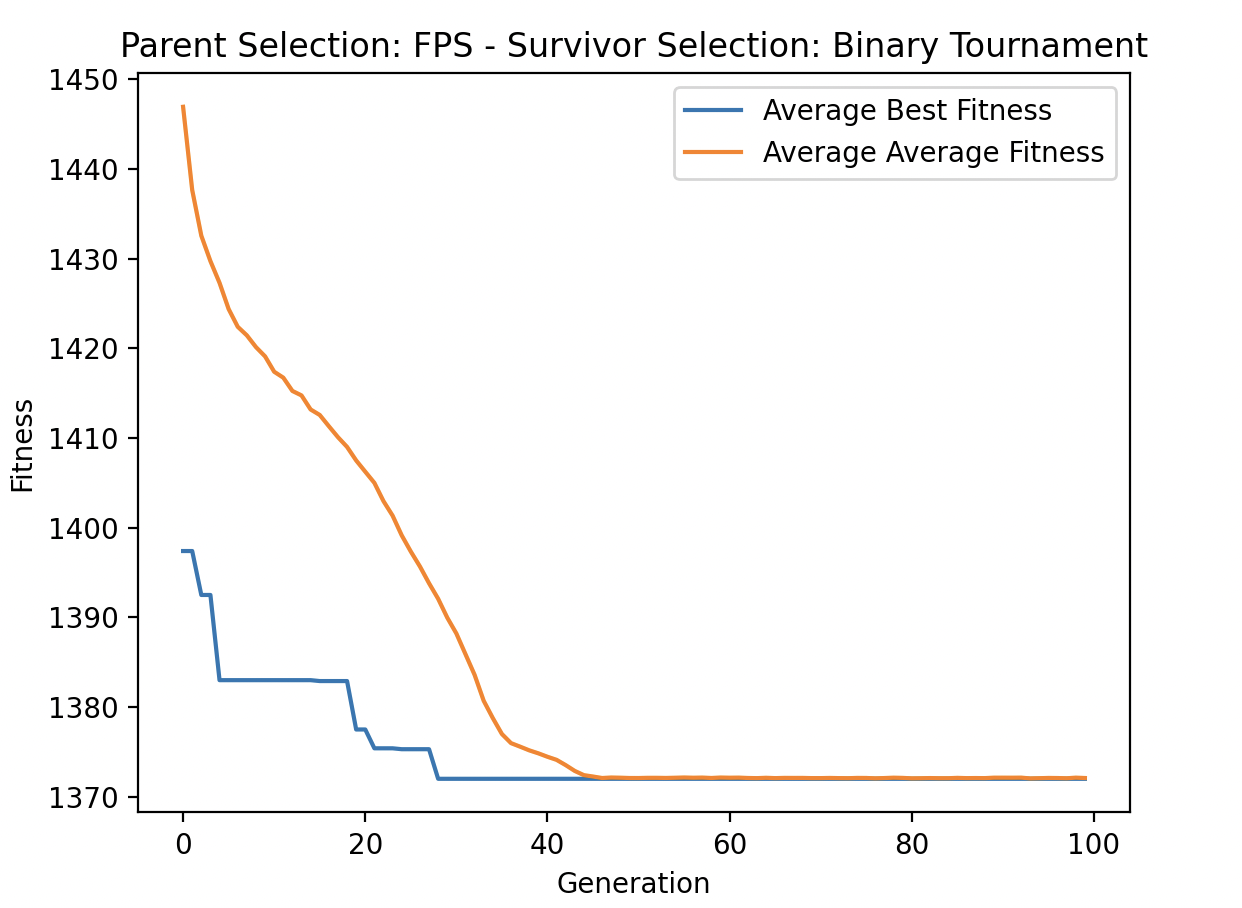 Parent Selection: FPS - Survivor Selection: Binary Tournament
Average Best Fitness
Average Average Fitness
Fitness
1450
1440
1430
1420
1410
1400
1390
1380
1370
0 20 40 60 80 100
Generation